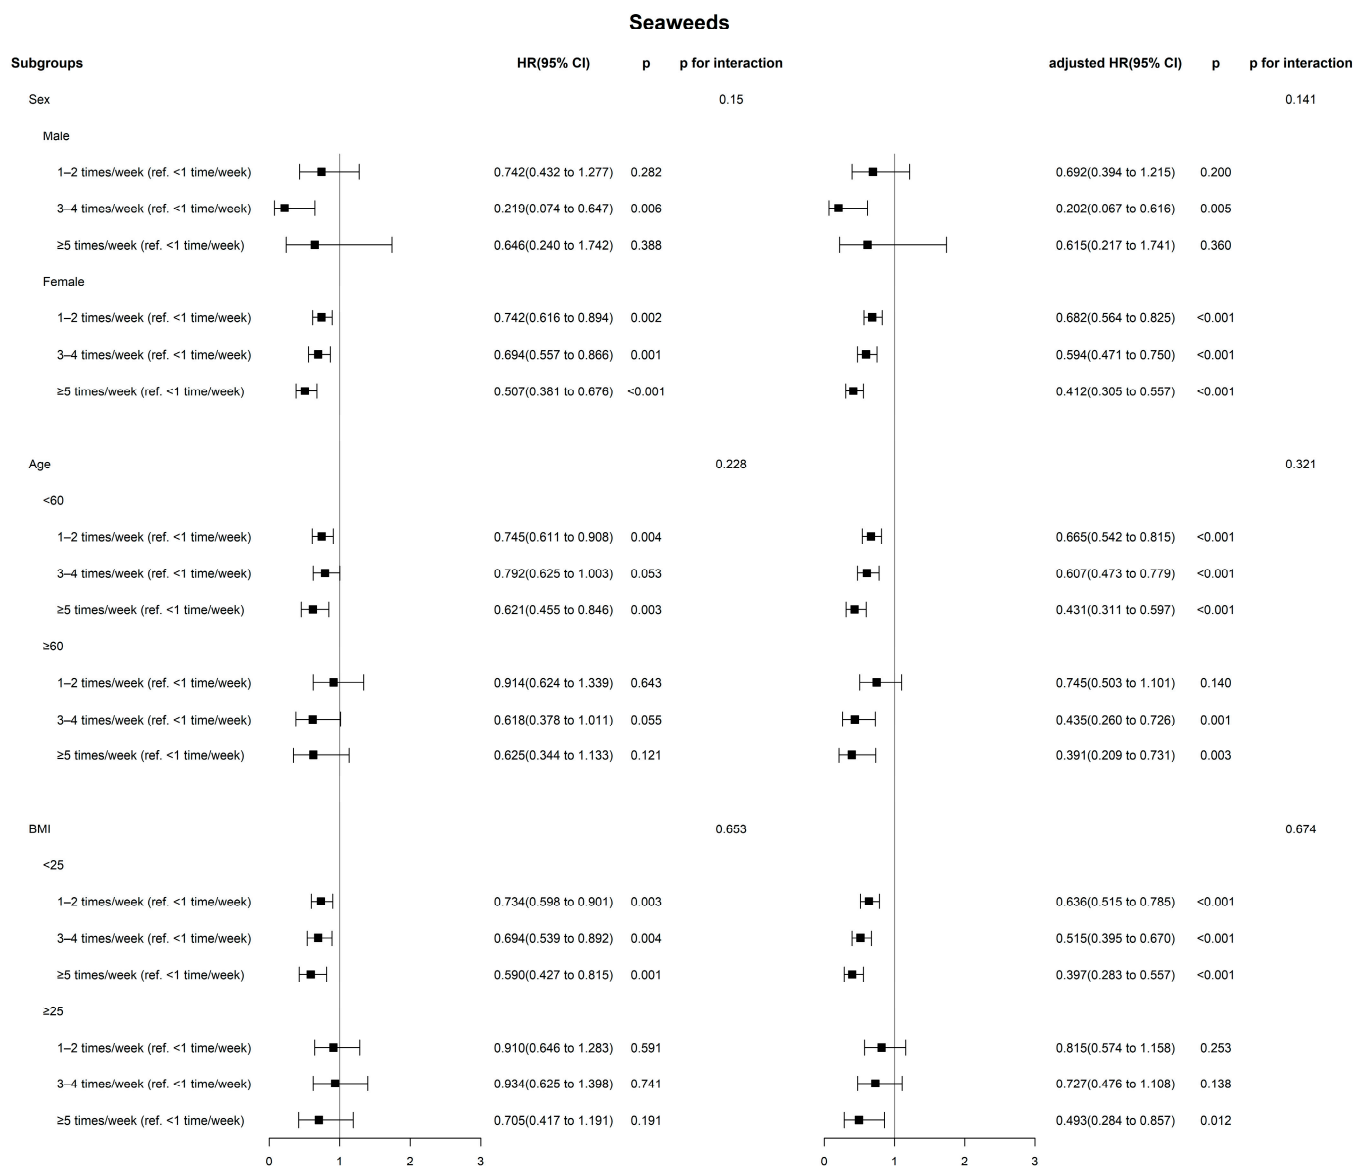 Seaweeds
Subgroups HR(95% CI) p p for interaction adjusted HR(95% CI) p p for interaction
Sex 0.15 0.141
Male
1–2 times/week (ref. <1 time/week) 0.742(0.432 to 1.277) 0.282 0.692(0.394 to 1.215) 0.200
3–4 times/week (ref. <1 time/week) 0.219(0.074 to 0.647) 0.006 0.202(0.067 to 0.616) 0.005
≥5 times/week (ref. <1 time/week) 0.646(0.240 to 1.742) 0.388 0.615(0.217 to 1.741) 0.360
Female
1–2 times/week (ref. <1 time/week) 0.742(0.616 to 0.894) 0.002 0.682(0.564 to 0.825) <0.001
3–4 times/week (ref. <1 time/week) 0.694(0.557 to 0.866) 0.001 0.594(0.471 to 0.750) <0.001
≥5 times/week (ref. <1 time/week) 0.507(0.381 to 0.676) <0.001 0.412(0.305 to 0.557) <0.001
Age 0.228 0.321
<60
1–2 times/week (ref. <1 time/week) 0.745(0.611 to 0.908) 0.004 0.665(0.542 to 0.815) <0.001
3–4 times/week (ref. <1 time/week) 0.792(0.625 to 1.003) 0.053 0.607(0.473 to 0.779) <0.001
≥5 times/week (ref. <1 time/week) 0.621(0.455 to 0.846) 0.003 0.431(0.311 to 0.597) <0.001
≥60
1–2 times/week (ref. <1 time/week) 0.914(0.624 to 1.339) 0.643 0.745(0.503 to 1.101) 0.140
3–4 times/week (ref. <1 time/week) 0.618(0.378 to 1.011) 0.055 0.435(0.260 to 0.726) 0.001
≥5 times/week (ref. <1 time/week) 0.625(0.344 to 1.133) 0.121 0.391(0.209 to 0.731) 0.003
BMI 0.653 0.674
<25
1–2 times/week (ref. <1 time/week) 0.734(0.598 to 0.901) 0.003 0.636(0.515 to 0.785) <0.001
3–4 times/week (ref. <1 time/week) 0.694(0.539 to 0.892) 0.004 0.515(0.395 to 0.670) <0.001
≥5 times/week (ref. <1 time/week) 0.590(0.427 to 0.815) 0.001 0.397(0.283 to 0.557) <0.001
≥25
1–2 times/week (ref. <1 time/week) 0.910(0.646 to 1.283) 0.591 0.815(0.574 to 1.158) 0.253
3–4 times/week (ref. <1 time/week) 0.934(0.625 to 1.398) 0.741 0.727(0.476 to 1.108) 0.138
≥5 times/week (ref. <1 time/week) 0.705(0.417 to 1.191) 0.191 0.493(0.284 to 0.857) 0.012
0 1 2 3 0 1 2 3